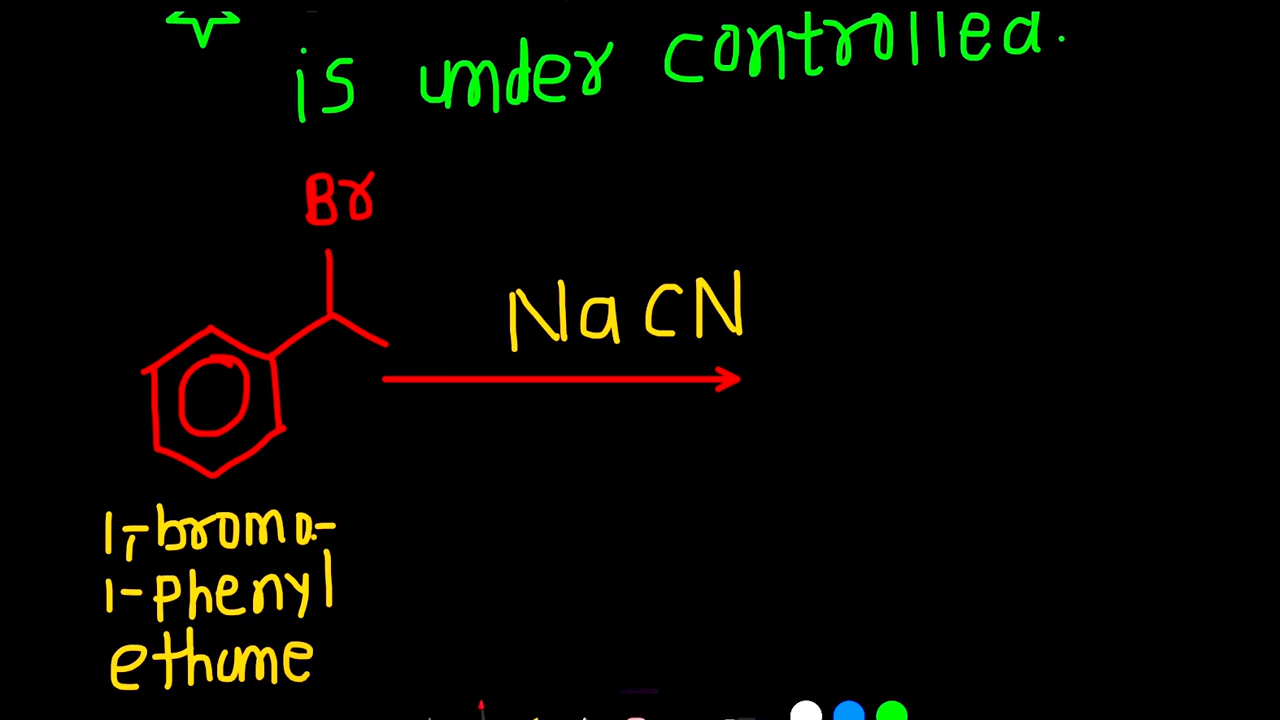 is under controlled.
Br
NaCN
1,-bromo-
1-phenyl
ethane